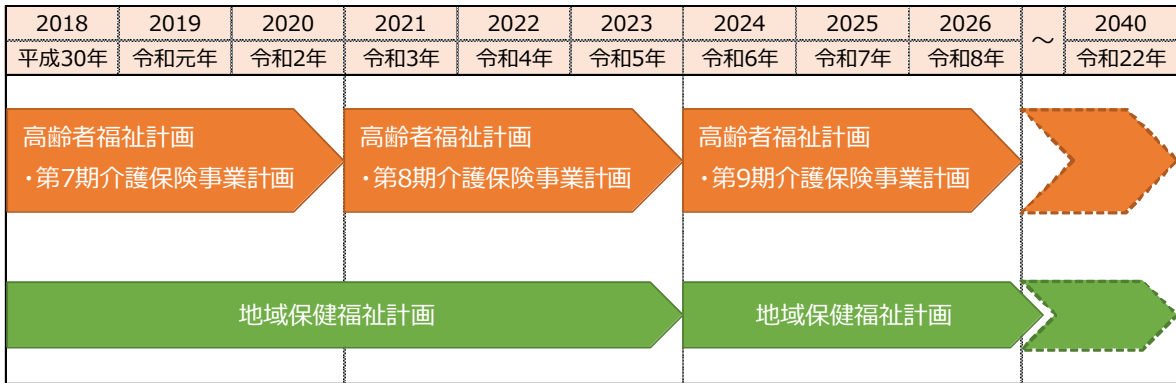 2018 2019 2020 2021 2022 2023 2024 2025 2026 ～ 2040
平成30年 令和元年 令和2年 令和3年 令和4年 令和5年 令和6年 令和7年 令和8年 令和22年
高齢者福祉計画
・第7期介護保険事業計画
高齢者福祉計画
・第8期介護保険事業計画
高齢者福祉計画
・第9期介護保険事業計画
地域保健福祉計画
地域保健福祉計画